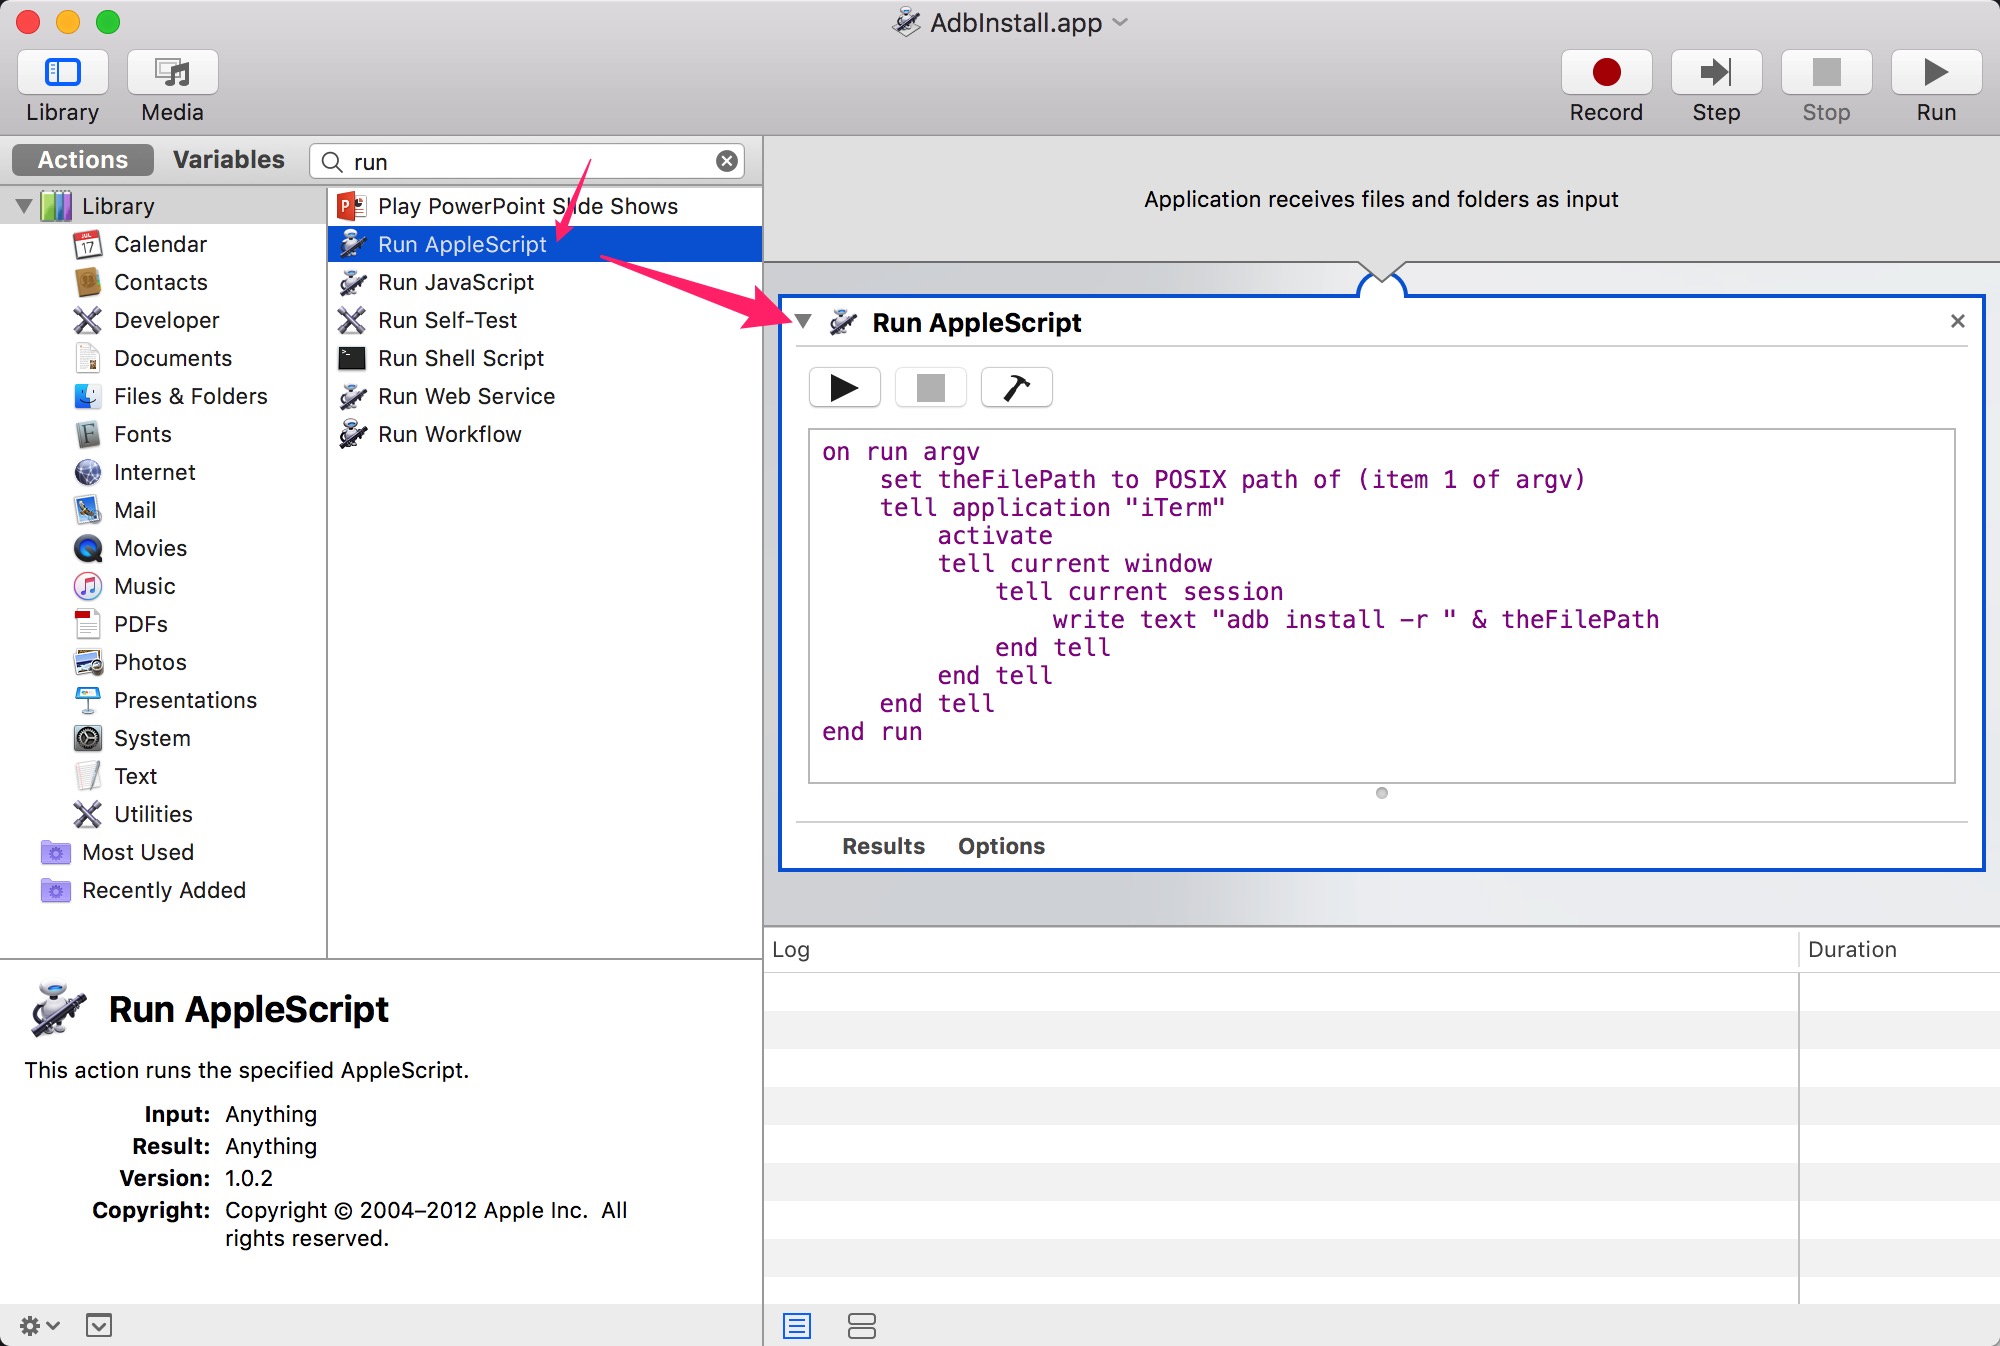 AdbInstall.app
Library
Media
Record
Step
Stop
Run
Actions
Variables
run
Library
Calendar
Contacts
Developer
Documents
Files & Folders
Fonts
Internet
Mail
Movies
Music
PDFs
Photos
Presentations
System
Text
Utilities
Most Used
Recently Added
Play PowerPoint Slide Shows
Run AppleScript
Run JavaScript
Run Self-Test
Run Shell Script
Run Web Service
Run Workflow
Run AppleScript
This action runs the specified AppleScript.
Input: Anything
Result: Anything
Version: 1.0.2
Copyright: Copyright © 2004–2012 Apple Inc. All
rights reserved.
Application receives files and folders as input
Run AppleScript
on run argv
    set theFilePath to POSIX path of (item 1 of argv)
    tell application "iTerm"
        activate
        tell current window
            tell current session
                write text "adb install -r " & theFilePath
            end tell
        end tell
    end tell
end run
Results
Options
Log
Duration